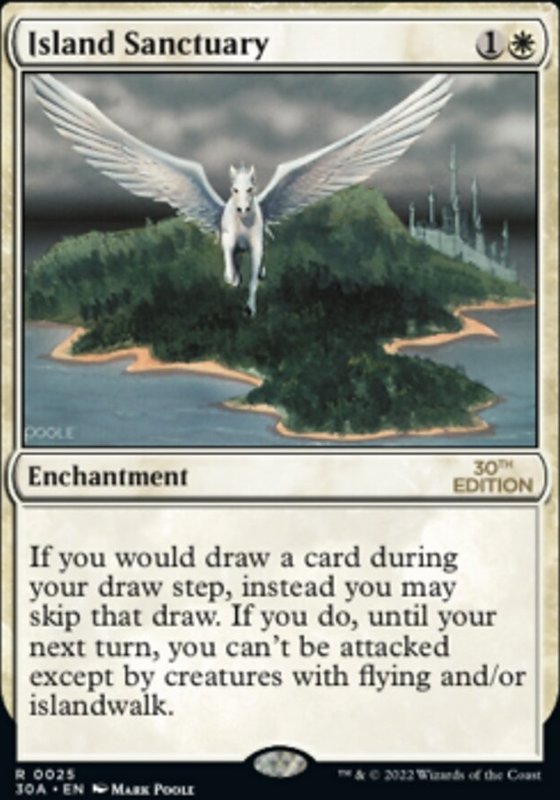 Island Sanctuary 1
POOLE
Enchantment
30TH
EDITION
If you would draw a card during
your draw step, instead you may
skip that draw. If you do, until your
next turn, you can't be attacked
except by creatures with flying and/or
islandwalk.
R 0025
30A • EN Mark Poole
™ & © 2022 Wizards of the Coast